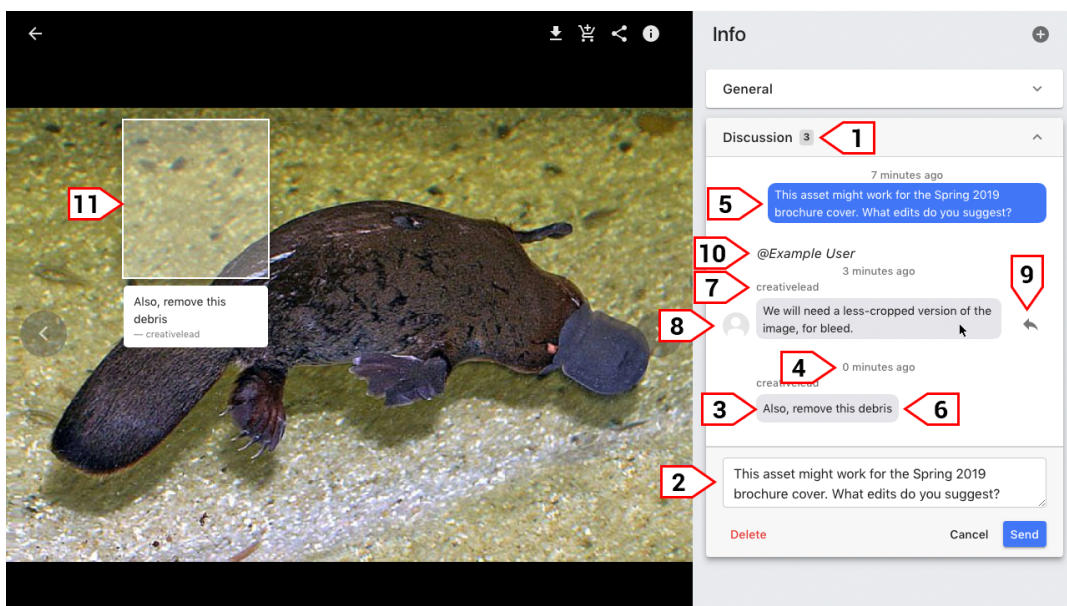 Info
General
Discussion 3
1
7 minutes ago
5
This asset might work for the Spring 2019
brochure cover. What edits do you suggest?
11
10
@Example User
3 minutes ago
9
7
creativelead
8
We will need a less-cropped version of the
image, for bleed.
Also, remove this
debris
— creativelead
4
0 minutes ago
creativelead
3
Also, remove this debris
6
2
This asset might work for the Spring 2019
brochure cover. What edits do you suggest?
Delete
Cancel
Send